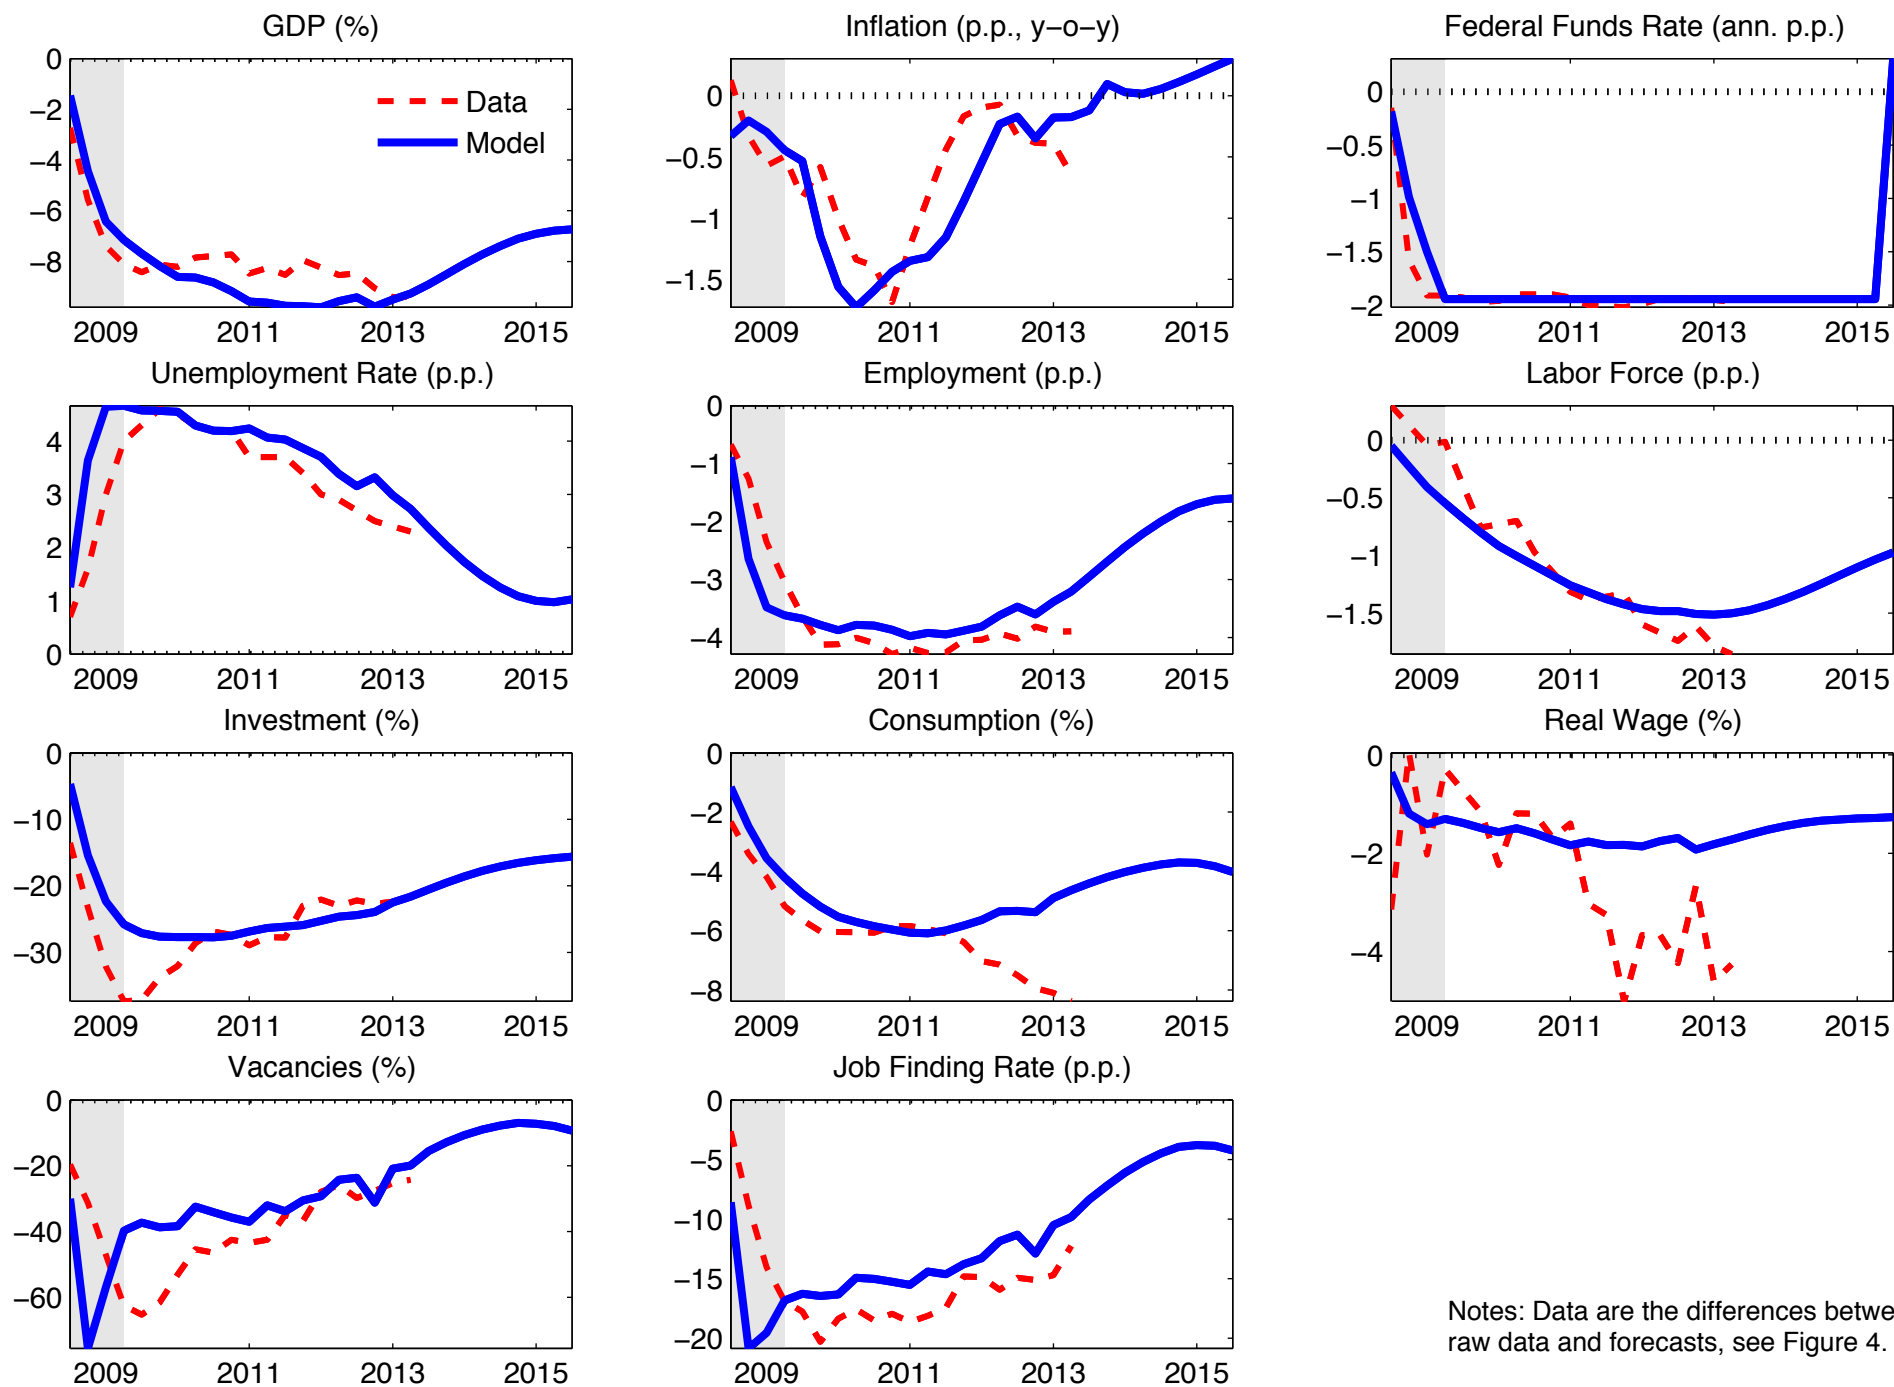 GDP (%)
0
−2
−4
−6
−8
Data
Model
2009 2011 2013 2015
Inflation (p.p., y−o−y)
0
−0.5
−1
−1.5
2009 2011 2013 2015
Federal Funds Rate (ann. p.p.)
0
−0.5
−1
−1.5
−2
2009 2011 2013 2015
Unemployment Rate (p.p.)
4
3
2
1
0
2009 2011 2013 2015
Employment (p.p.)
0
−1
−2
−3
−4
2009 2011 2013 2015
Labor Force (p.p.)
0
−0.5
−1
−1.5
2009 2011 2013 2015
Investment (%)
0
−10
−20
−30
2009 2011 2013 2015
Consumption (%)
0
−2
−4
−6
−8
2009 2011 2013 2015
Real Wage (%)
0
−2
−4
2009 2011 2013 2015
Vacancies (%)
0
−20
−40
−60
2009 2011 2013 2015
Job Finding Rate (p.p.)
0
−5
−10
−15
−20
2009 2011 2013 2015
Notes: Data are the differences betwe
raw data and forecasts, see Figure 4.